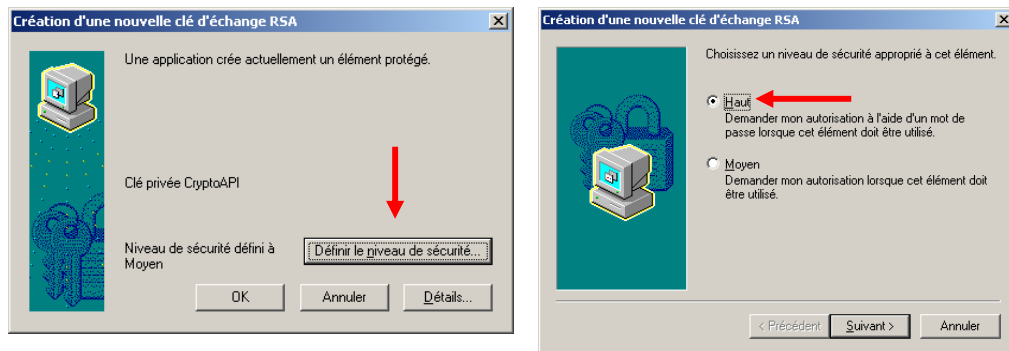 Création d'une nouvelle clé d'échange RSA
Une application crée actuellement un élément protégé.
Clé privée CryptoAPI
Niveau de sécurité défini à
Moyen
Définir le niveau de sécurité...
OK Annuler Détails...
Création d'une nouvelle clé d'échange RSA
Choisissez un niveau de sécurité approprié à cet élément.
Haut
Demander mon autorisation à l'aide d'un mot de
passe lorsque cet élément doit être utilisé.
Moyen
Demander mon autorisation lorsque cet élément doit
être utilisé.
< Précédent Suivant > Annuler